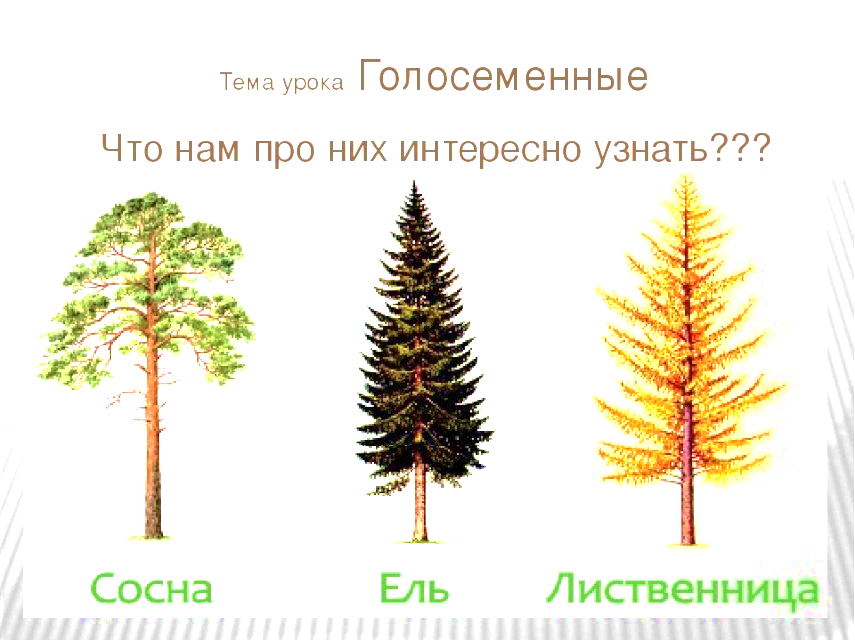 Тема урока Голосеменные
Что нам про них интересно узнать???
Сосна Ель Лиственница